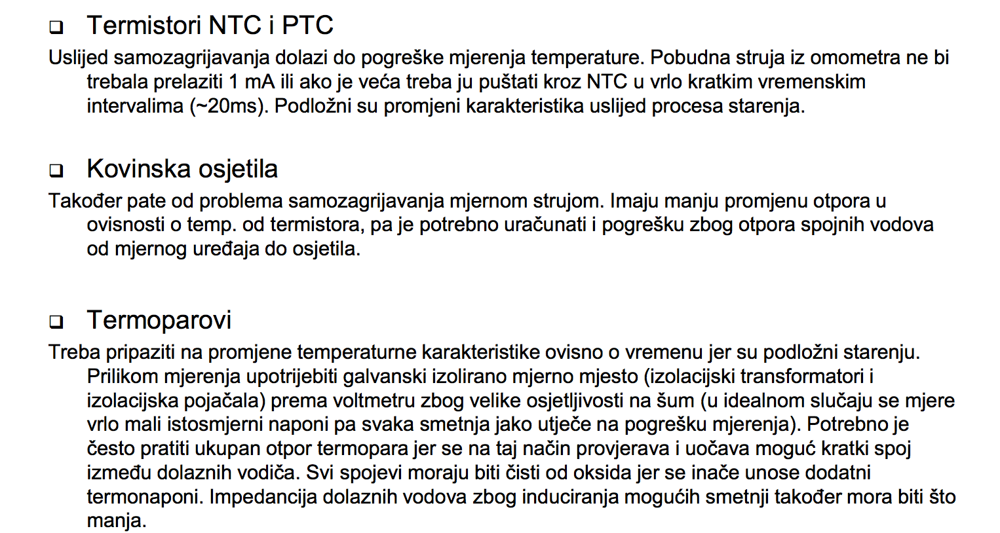 Termistori NTC i PTC
Uslijed samozagrijavanja dolazi do pogreške mjerenja temperature. Pobudna struja iz omometra ne bi
trebala prelaziti 1 mA ili ako je veća treba ju puštati kroz NTC u vrlo kratkim vremenskim
intervalima (~20ms). Podložni su promjeni karakteristika uslijed procesa starenja.
Kovinska osjetila
Također pate od problema samozagrijavanja mjernom strujom. Imaju manju promjenu otpora u
ovisnosti o temp. od termistora, pa je potrebno uračunati i pogrešku zbog otpora spojnih vodova
od mjernog uređaja do osjetila.
Termoparovi
Treba pripaziti na promjene temperaturne karakteristike ovisno o vremenu jer su podložni starenju.
Prilikom mjerenja upotrijebiti galvanski izolirano mjerno mjesto (izolacijski transformatori i
izolacijska pojačala) prema voltmetru zbog velike osjetljivosti na šum (u idealnom slučaju se mjere
vrlo mali istosmjerni naponi pa svaka smetnja jako utječe na pogrešku mjerenja). Potrebno je
često pratiti ukupan otpor termopara jer se na taj način provjerava i uočava moguć kratki spoj
između dolaznih vodiča. Svi spojevi moraju biti čisti od oksida jer se inače unose dodatni
termonaponi. Impedancija dolaznih vodova zbog induciranja mogućih smetnji također mora biti što
manja.